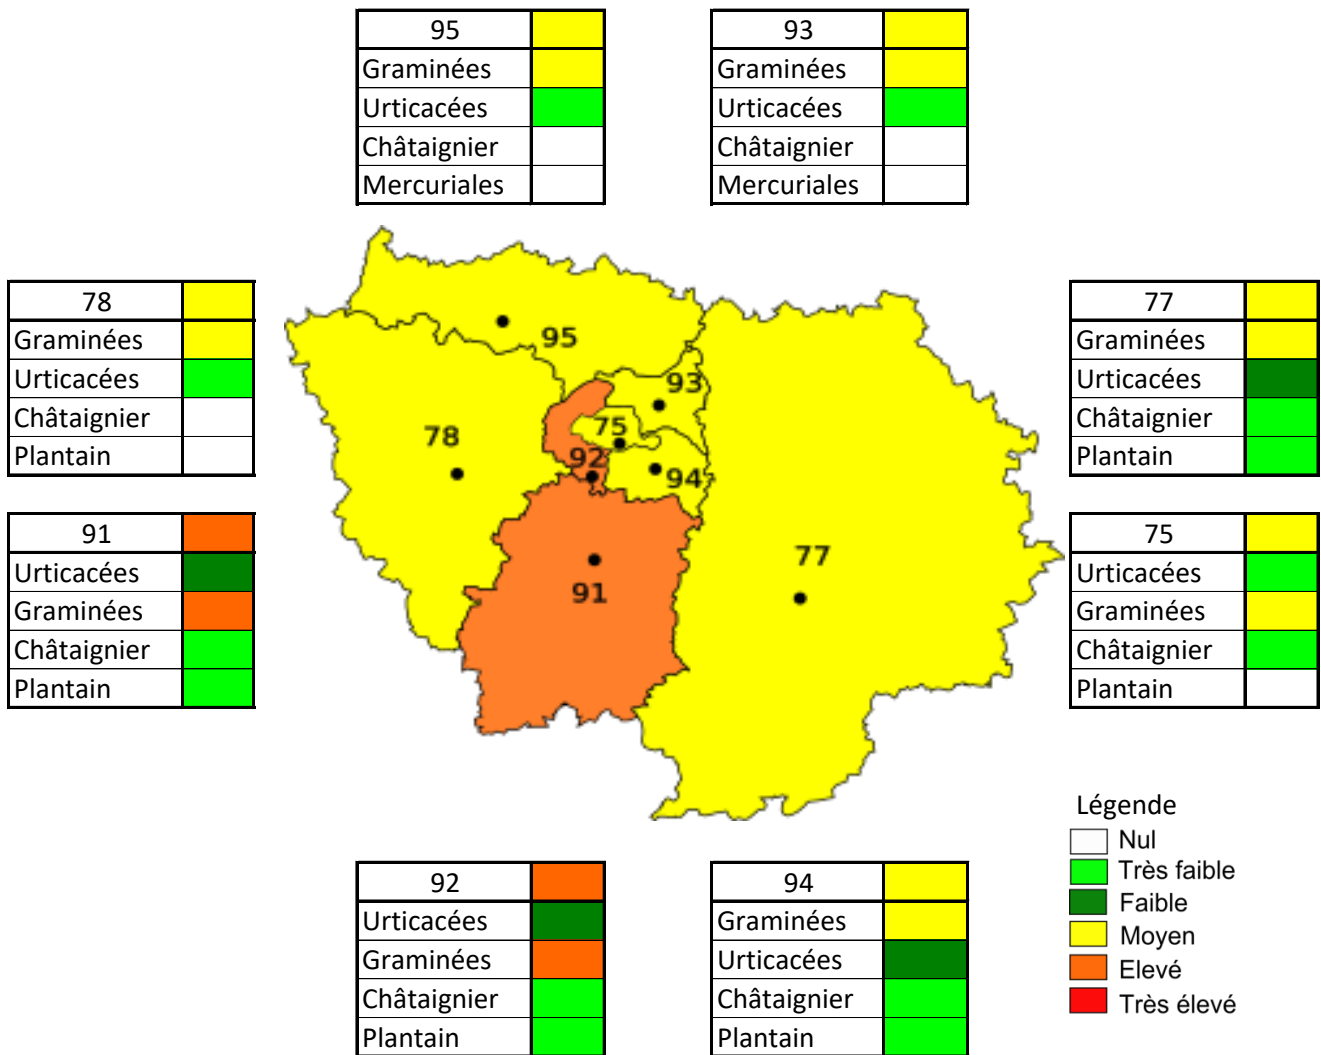 95
Graminées
Urticacées
Châtaignier
Mercuriales
93
Graminées
Urticacées
Châtaignier
Mercuriales
78
Graminées
Urticacées
Châtaignier
Plantain
91
Urticacées
Graminées
Châtaignier
Plantain
95
93
75
78
92
94
77
91
77
Graminées
Urticacées
Châtaignier
Plantain
75
Urticacées
Graminées
Châtaignier
Plantain
92
Urticacées
Graminées
Châtaignier
Plantain
94
Graminées
Urticacées
Châtaignier
Plantain
Légende
Nul
Très faible
Faible
Moyen
Elevé
Très élevé